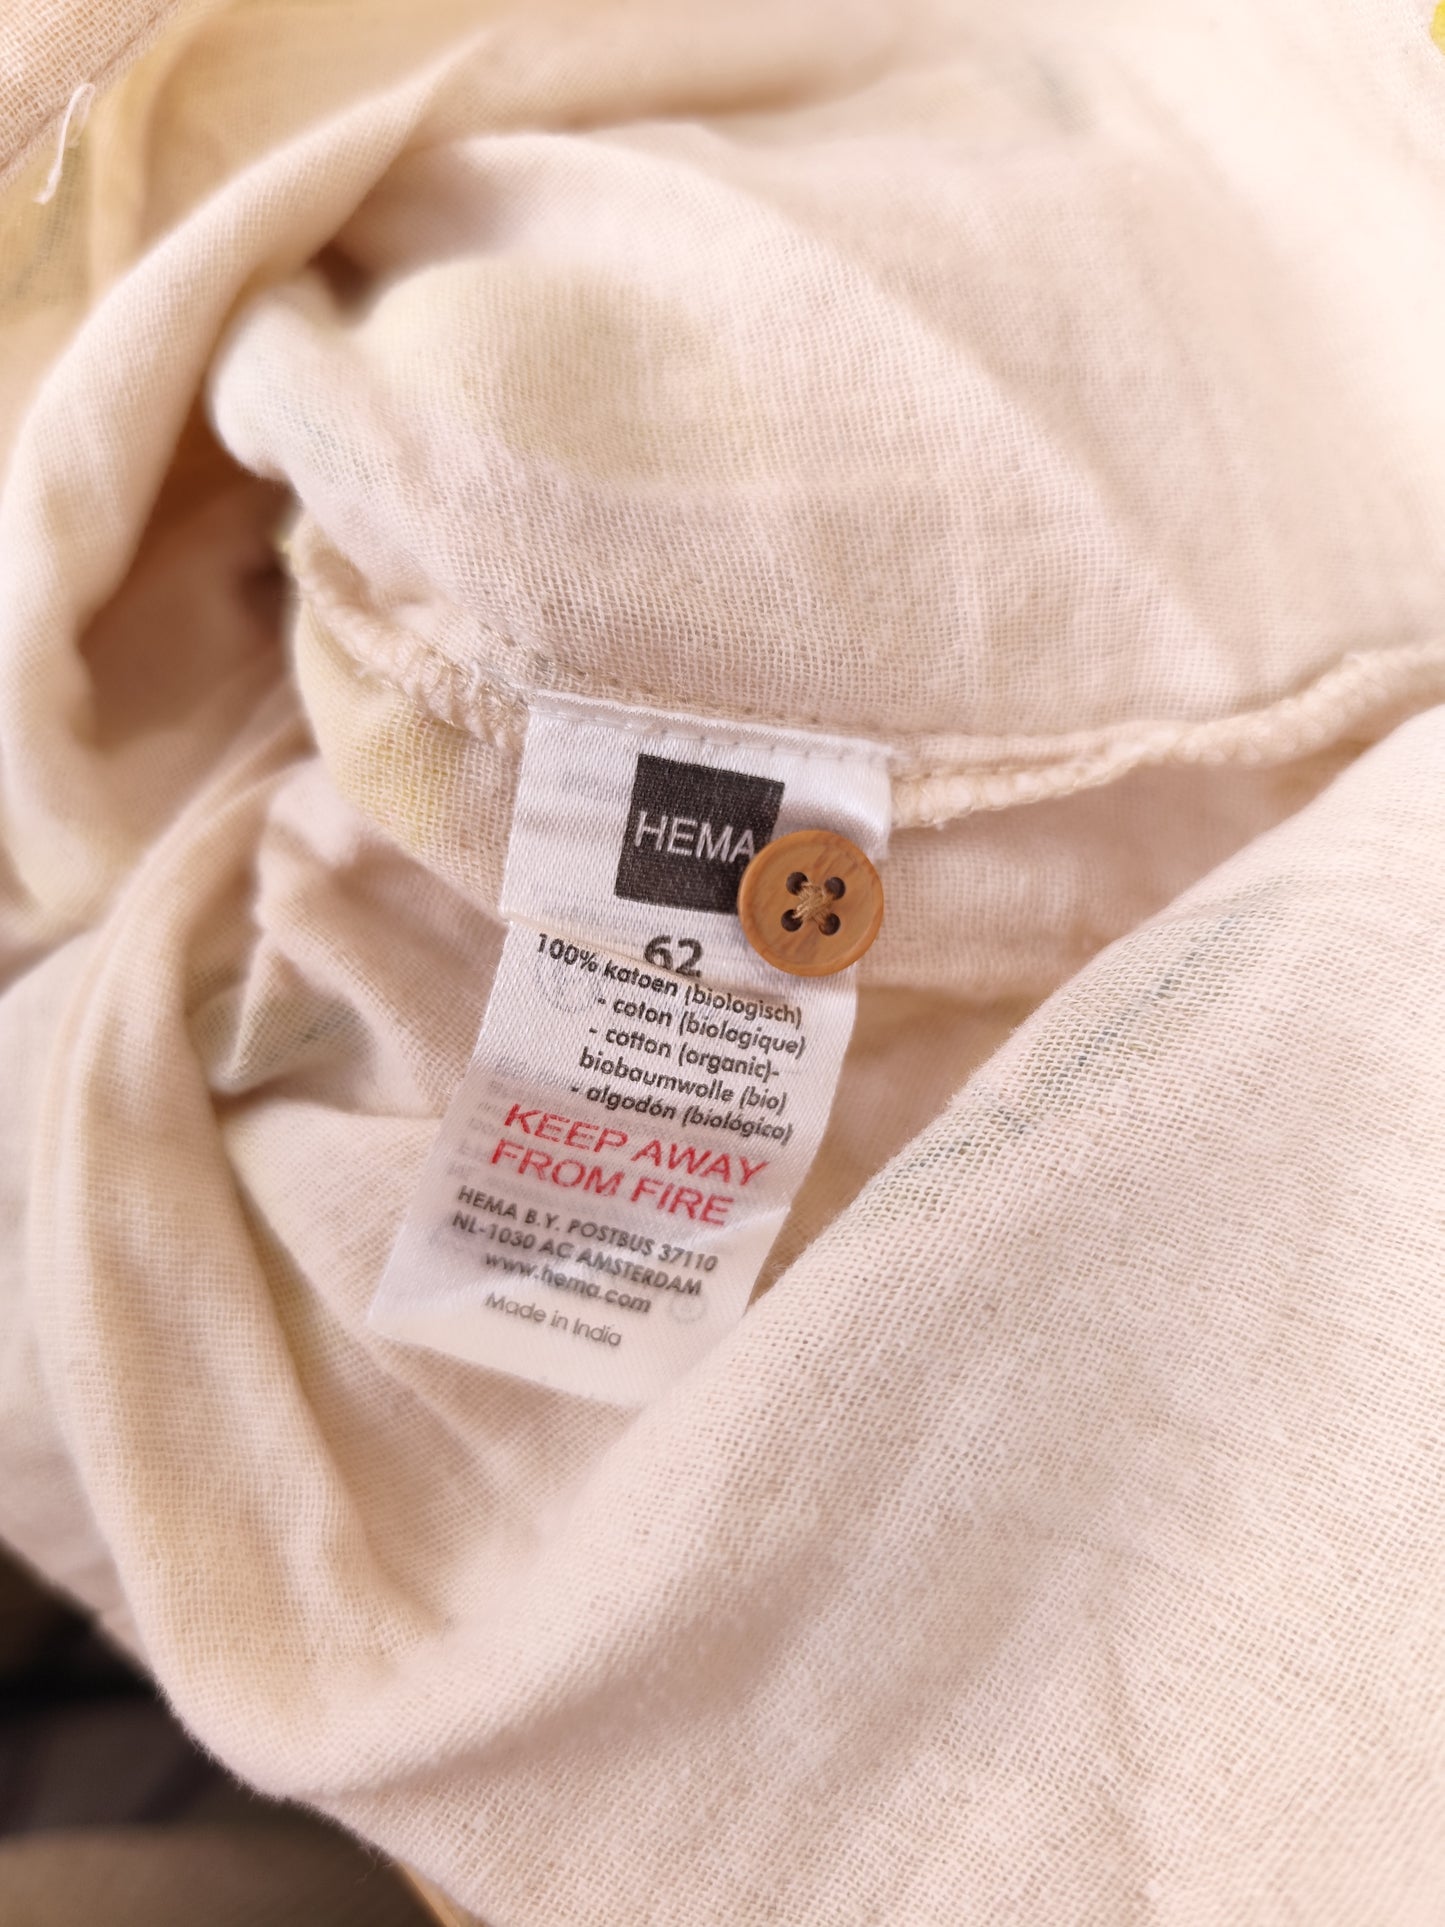 HEMA
62
100% katoen (biologisch)
- coton (biologique)
- cotton (organic)-
biobaumwolle (bio)
- algodón (biológico)
KEEP AWAY
FROM FIRE
HEMA B.V. POSTBUS 37110
NL-1030 AC AMSTERDAM
www.hema.com
Made in India